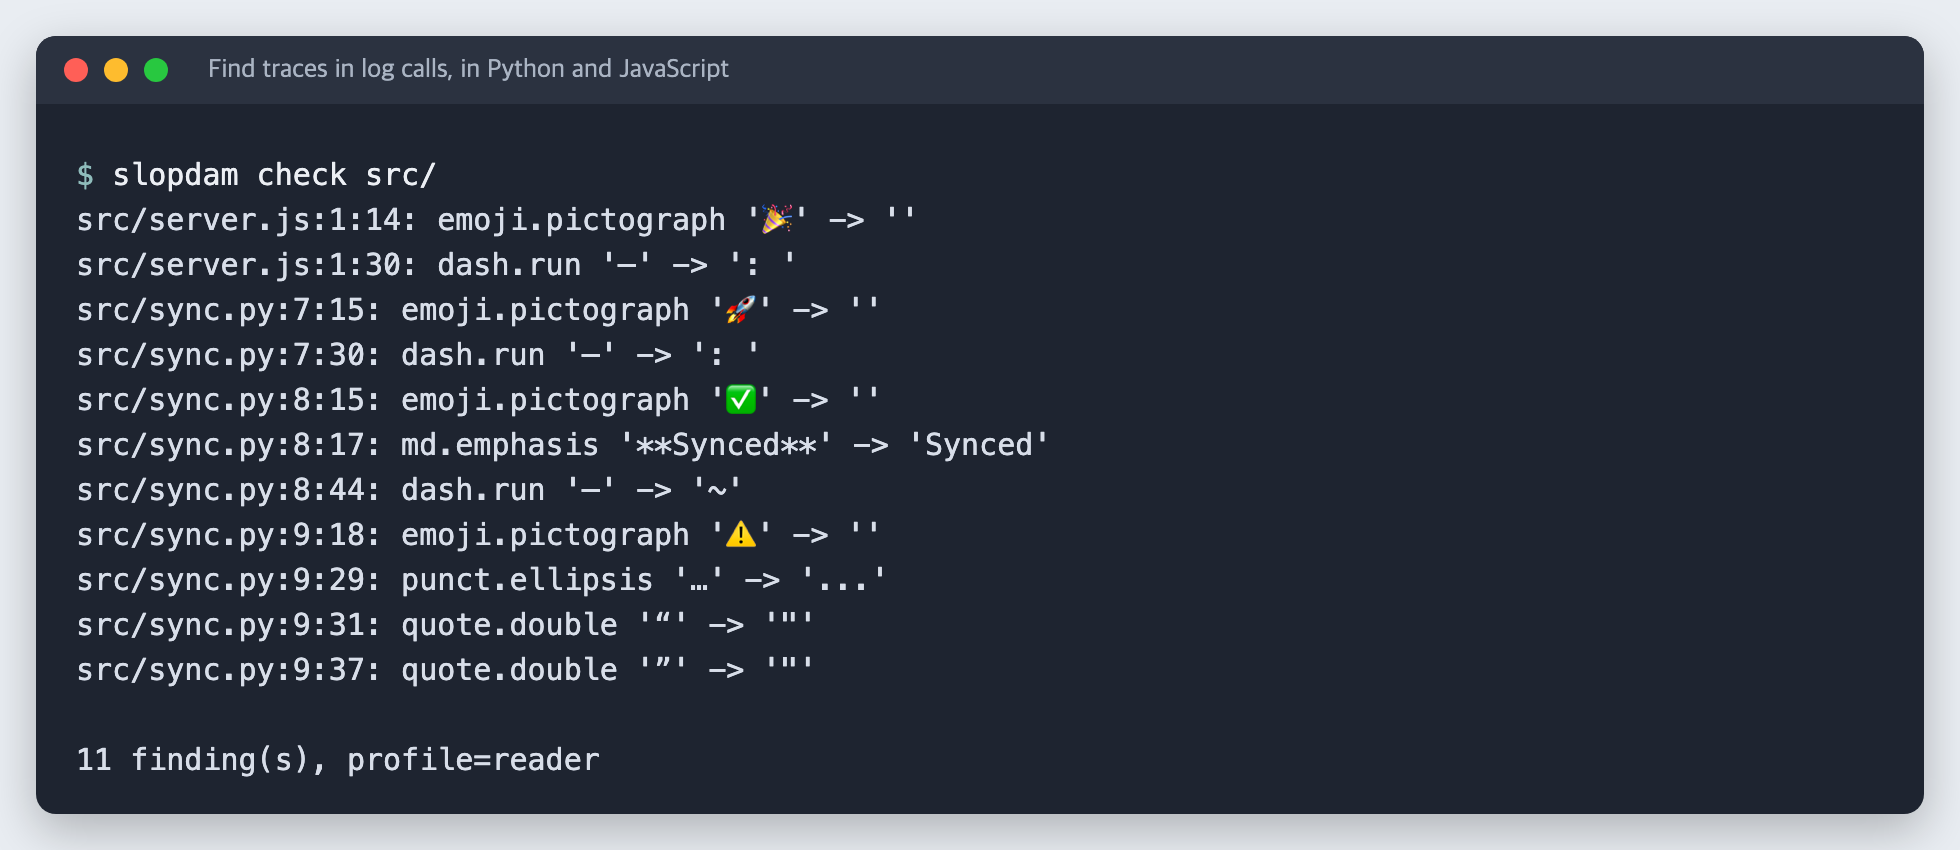 Find traces in log calls, in Python and JavaScript
$ slopdam check src/
src/server.js:1:14: emoji.pictograph '🎉' -> ''
src/server.js:1:30: dash.run '—' -> ': '
src/sync.py:7:15: emoji.pictograph '🚀' -> ''
src/sync.py:7:30: dash.run '—' -> ': '
src/sync.py:8:15: emoji.pictograph '✅' -> ''
src/sync.py:8:17: md.emphasis '**Synced**' -> 'Synced'
src/sync.py:8:44: dash.run '–' -> '~'
src/sync.py:9:18: emoji.pictograph '⚠️' -> ''
src/sync.py:9:29: punct.ellipsis '…' -> '...'
src/sync.py:9:31: quote.double '“' -> '"'
src/sync.py:9:37: quote.double '”' -> '"'
11 finding(s), profile=reader